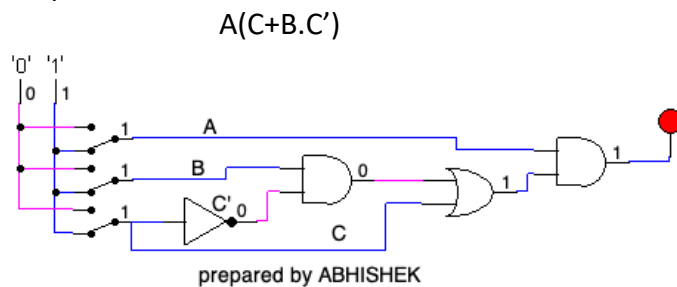 A(C+B.C’)
'0' '1'
0 1
1 A 1
1 B 0 1
1 C' 0
C
prepared by ABHISHEK